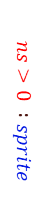 ns > 0 : sprite